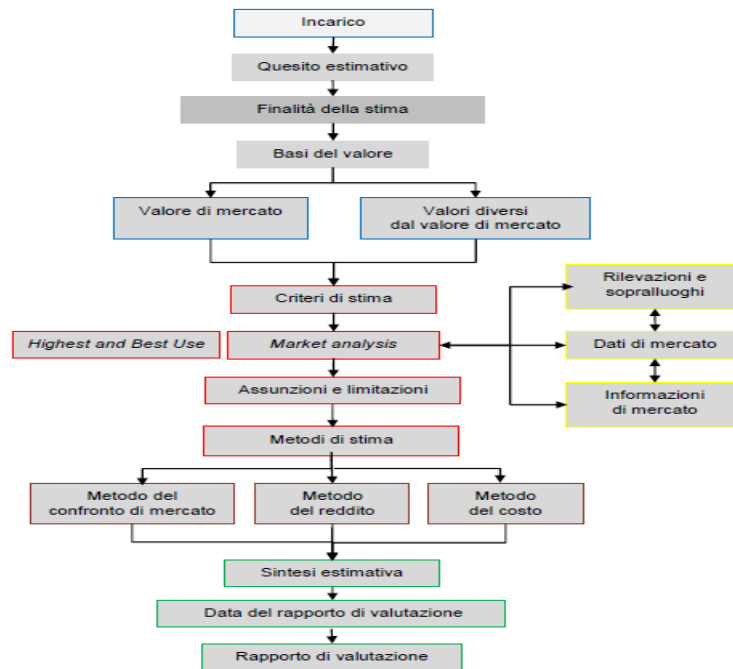 Incarico
Quesito estimativo
Finalità della stima
Basi del valore
Valore di mercato
Valori diversi
dal valore di mercato
Criteri di stima
Rilevazioni e
sopralluoghi
Highest and Best Use
Market analysis
Dati di mercato
Assunzioni e limitazioni
Informazioni
di mercato
Metodi di stima
Metodo del
confronto di mercato
Metodo
del reddito
Metodo
del costo
Sintesi estimativa
Data del rapporto di valutazione
Rapporto di valutazione